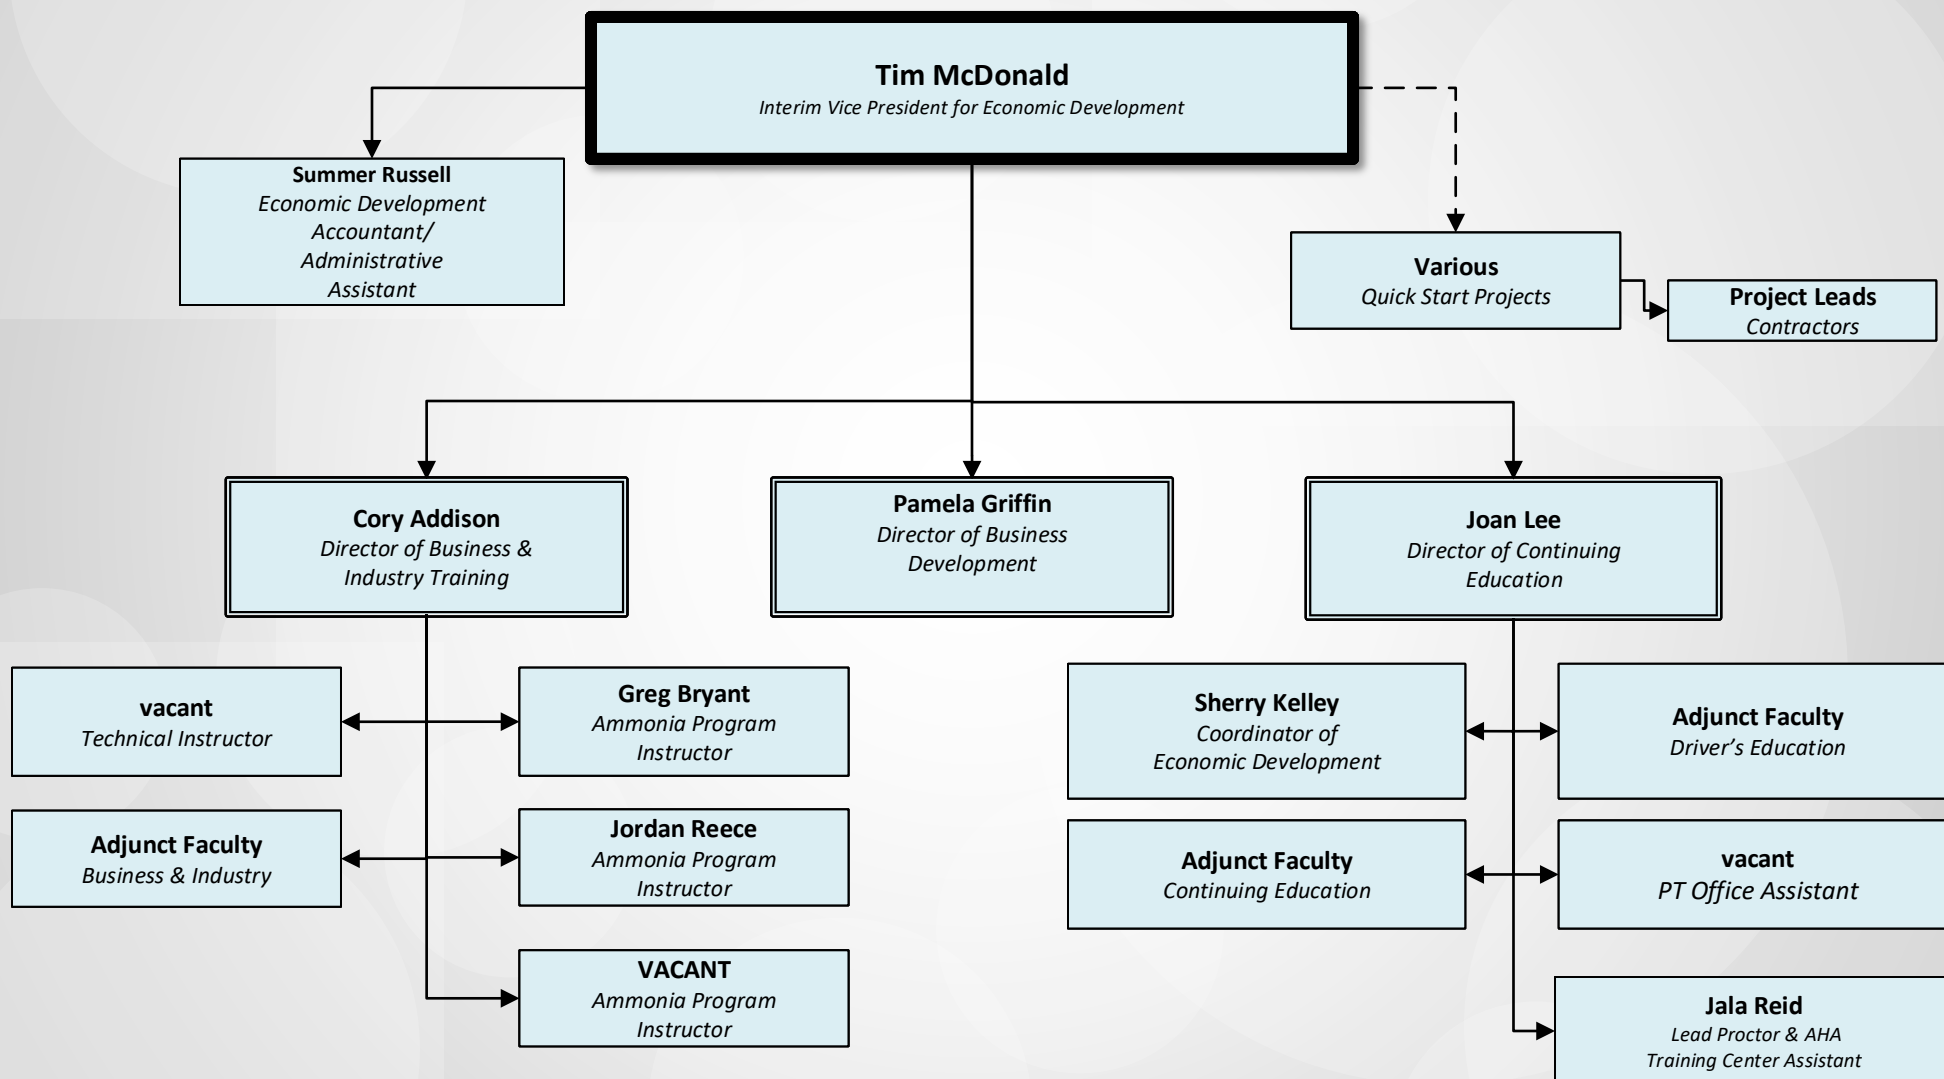 Tim McDonald
Interim Vice President for Economic Development
Summer Russell
Economic Development
Accountant/
Administrative
Assistant
Various
Quick Start Projects
Project Leads
Contractors
Cory Addison
Director of Business &
Industry Training
Pamela Griffin
Director of Business
Development
Joan Lee
Director of Continuing
Education
vacant
Technical Instructor
Greg Bryant
Ammonia Program
Instructor
Sherry Kelley
Coordinator of
Economic Development
Adjunct Faculty
Driver’s Education
Adjunct Faculty
Business & Industry
Jordan Reece
Ammonia Program
Instructor
Adjunct Faculty
Continuing Education
vacant
PT Office Assistant
VACANT
Ammonia Program
Instructor
Jala Reid
Lead Proctor & AHA
Training Center Assistant